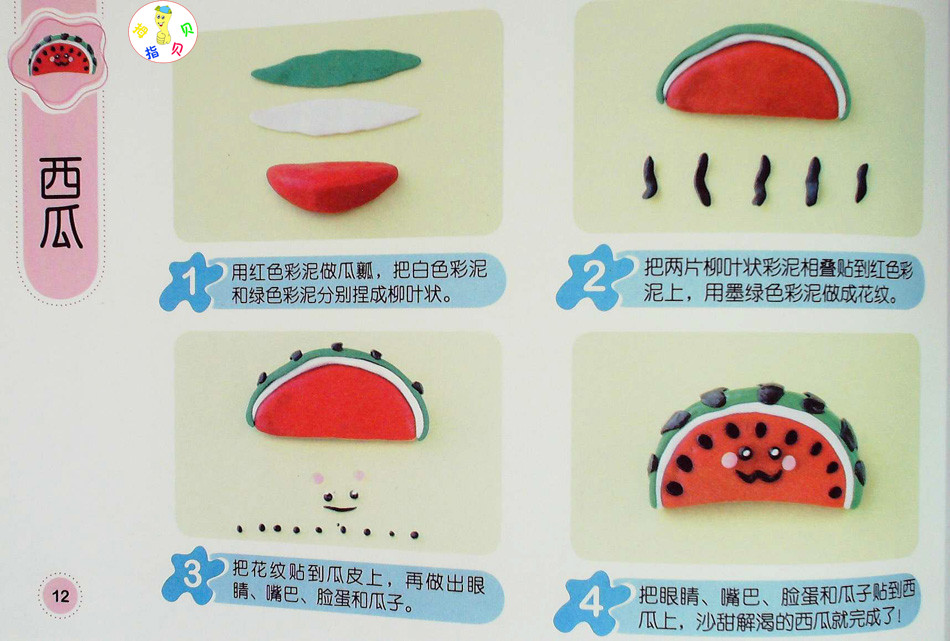 西瓜
指贝贝
1
用红色彩泥做瓜瓤，把白色彩泥
和绿色彩泥分别捏成柳叶状。
2
把两片柳叶状彩泥相叠贴到红色彩
泥上，用墨绿色彩泥做成花纹。
3
把花纹贴到瓜皮上，再做出眼
睛、嘴巴、脸蛋和瓜子。
4
把眼睛、嘴巴、脸蛋和瓜子贴到西
瓜上，沙甜解渴的西瓜就完成了！
12